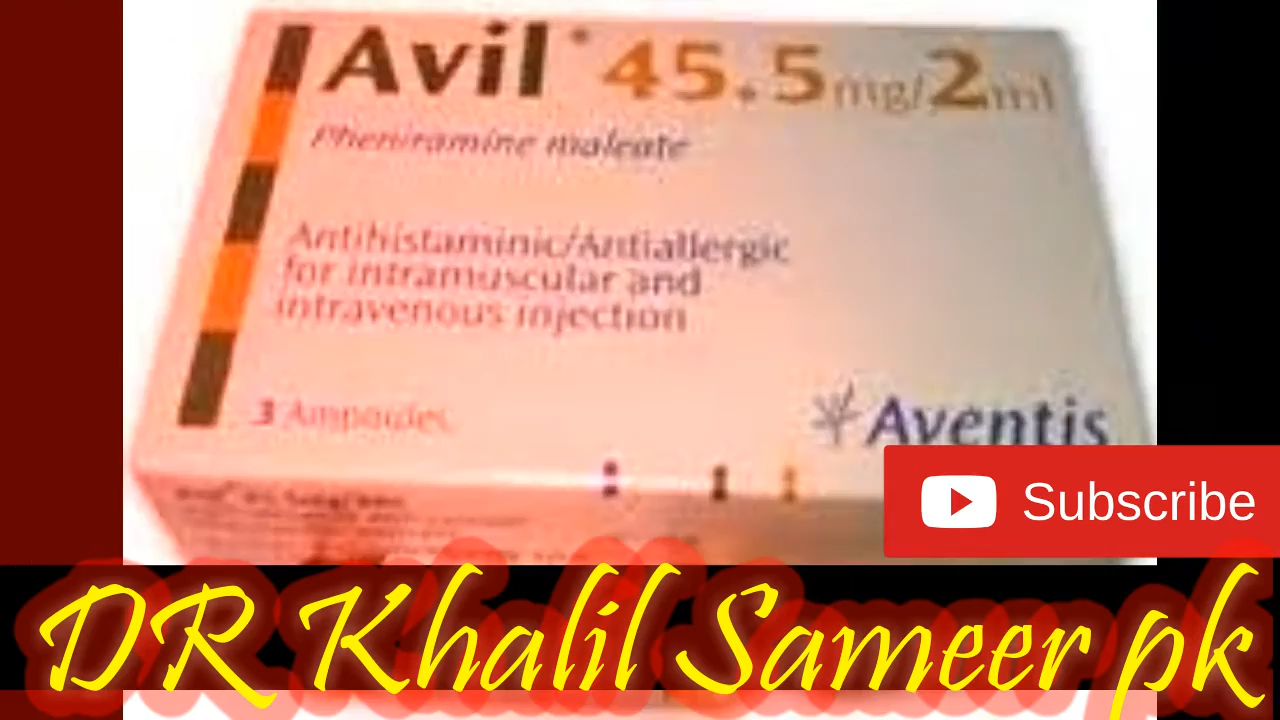 Avil® 45.5mg/2ml
Pheniramine maleate
Antihistaminic/Antiallergic
for intramuscular and
intravenous injection
3 Ampoules
Aventis
Subscribe
DR Khalil Sameer pk